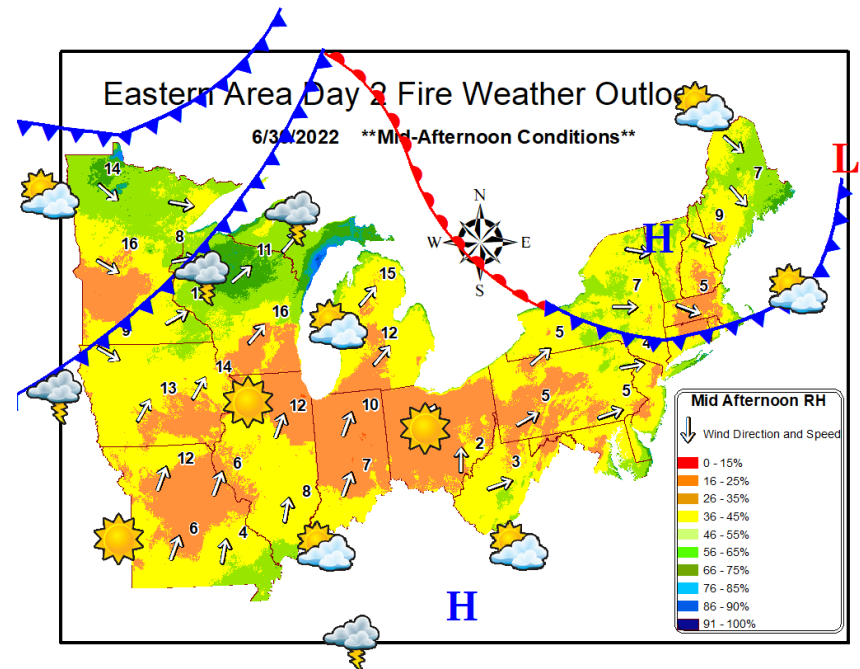 Eastern Area Day 2 Fire Weather Outlo
6/30/2022 **Mid-Afternoon Conditions**
L
14
7
N
9
16
8
11
H
W E
15
7
5
S
16
9
12
5
4
14
13
12
10
5
5
Mid Afternoon RH
Wind Direction and Speed
2
12
6
7
3
0 - 15%
16 - 25%
8
26 - 35%
36 - 45%
6
4
46 - 55%
56 - 65%
66 - 75%
76 - 85%
H
86 - 90%
91 - 100%